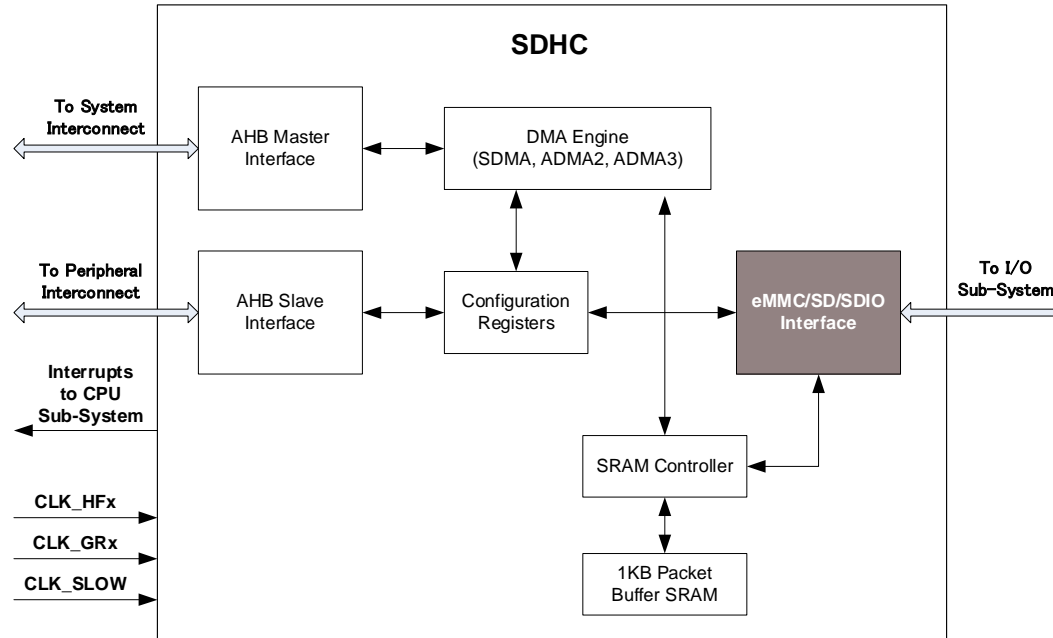 SDHC
To System
Interconnect
AHB Master
Interface
DMA Engine
(SDMA, ADMA2, ADMA3)
To Peripheral
Interconnect
AHB Slave
Interface
Configuration
Registers
eMMC/SD/SDIO
Interface
To I/O
Sub-System
Interrupts
to CPU
Sub-System
SRAM Controller
CLK_HFx
CLK_GRx
CLK_SLOW
1KB Packet
Buffer SRAM